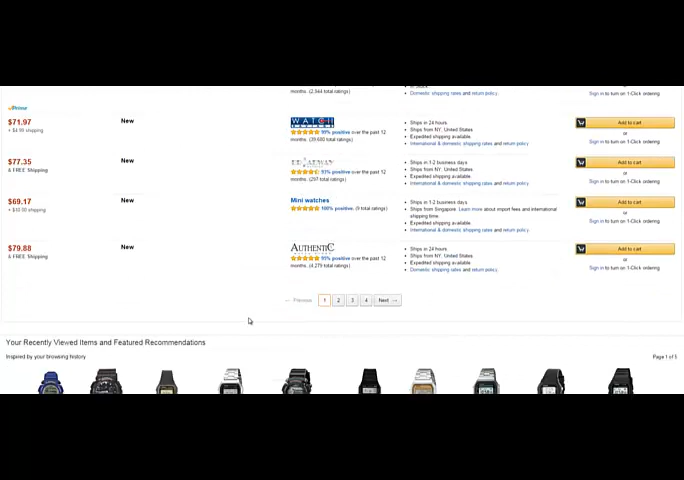 months. (2,044 total ratings)
Domestic shipping rates and return policy.
Sign in to turn on 1-Click ordering
$71.97
+ $4.99 shipping
New
WATCH
99% positive over the past 12
months. (39,680 total ratings)
Ships in 24 hours
Ships from NY, United States
Expedited shipping available.
International & domestic shipping rates and return policy
Add to cart
or
Sign in to turn on 1-Click ordering
$77.35
& FREE Shipping
New
93% positive over the past 12
months. (297 total ratings)
Ships in 1-2 business days
Ships from NY, United States
Expedited shipping available.
International & domestic shipping rates and return policy
Add to cart
or
Sign in to turn on 1-Click ordering
$69.17
shipping
New
Mini watches
100% positive. (9 total ratings)
Ships in 1-2 business days
Ships from Singapore. Learn more about import fees and international
shipping time.
Expedited shipping available.
International & domestic shipping rates and return policy
Add to cart
or
Sign in to turn on 1-Click ordering
$79.88
& FREE Shipping
New
AUTHENTIC
95% positive over the past 12
months. (4,279 total ratings)
Ships in 24 hours
Ships from NY, United States
Expedited shipping available.
Domestic shipping rates and return policy.
Add to cart
or
Sign in to turn on 1-Click ordering
← Previous 1 2 3 4 Next →
Your Recently Viewed Items and Featured Recommendations
Inspired by your browsing history
Page 1 of 5